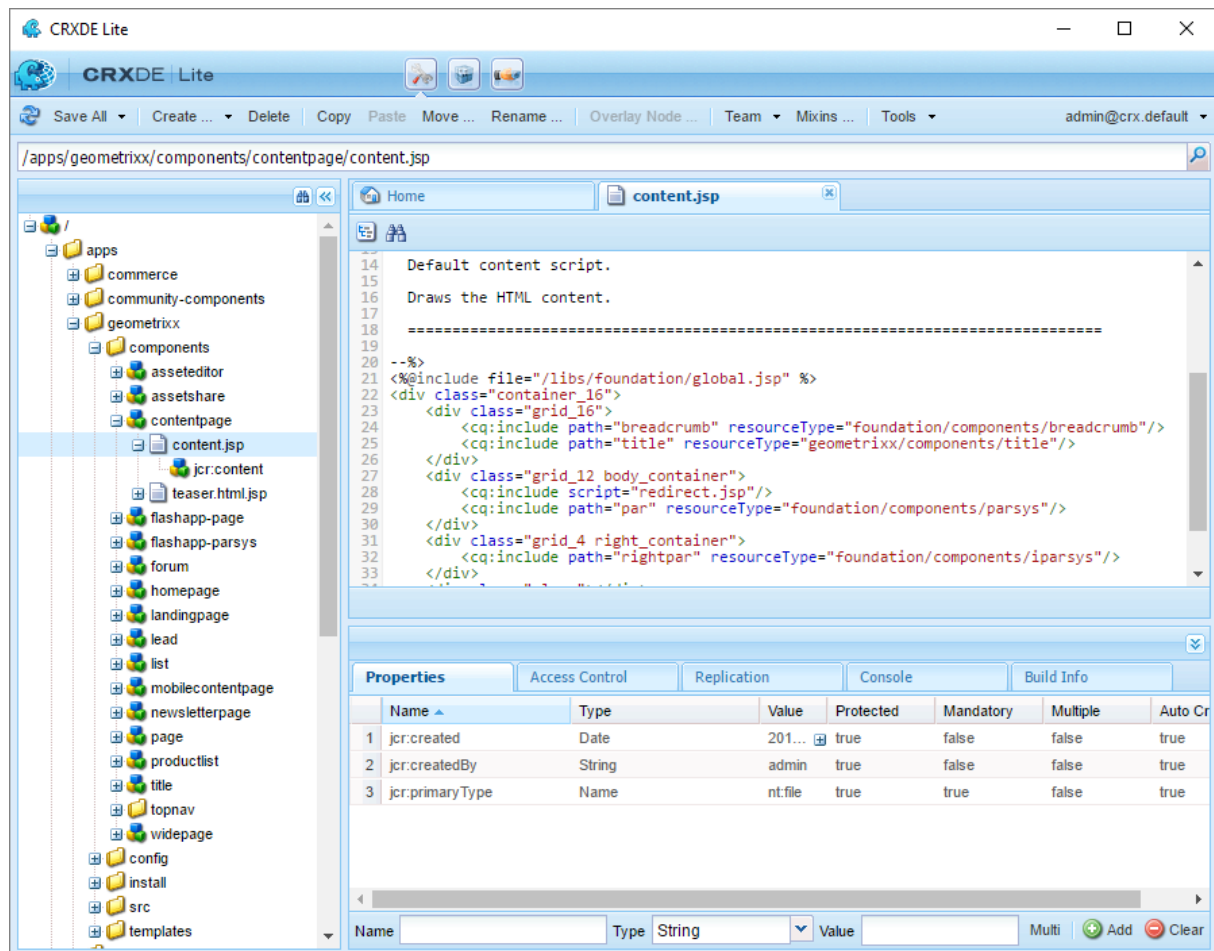 CRXDE Lite
CRXDE Lite
Save All Create ... Delete Copy Paste Move ... Rename ... Overlay Node ... Team Mixins ... Tools admin@crx.default
/apps/geometrixx/components/contentpage/content.jsp
/
apps
commerce
community-components
geometrixx
components
asseteditor
assetshare
contentpage
content.jsp
jcr:content
teaser.html.jsp
flashapp-page
flashapp-parsys
forum
homepage
landingpage
lead
list
mobilecontentpage
newsletterpage
page
productlist
title
topnav
widepage
config
install
src
templates
Home content.jsp
14 Default content script.
15
16 Draws the HTML content.
17
18 ==============================================================================
19
20 --%>
21 <%@include file="/libs/foundation/global.jsp" %>
22 <div class="container_16">
23 <div class="grid_16">
24 <cq:include path="breadcrumb" resourceType="foundation/components/breadcrumb"/>
25 <cq:include path="title" resourceType="geometrixx/components/title"/>
26 </div>
27 <div class="grid_12 body_container">
28 <cq:include script="redirect.jsp"/>
29 <cq:include path="par" resourceType="foundation/components/parsys"/>
30 </div>
31 <div class="grid_4 right_container">
32 <cq:include path="rightpar" resourceType="foundation/components/iparsys"/>
33 </div>
Properties Access Control Replication Console Build Info
Name Type Value Protected Mandatory Multiple Auto Cr
1 jcr:created Date 201... true false false true
2 jcr:createdBy String admin true false false true
3 jcr:primaryType Name nt:file true true false true
Name Type String Value Multi Add Clear